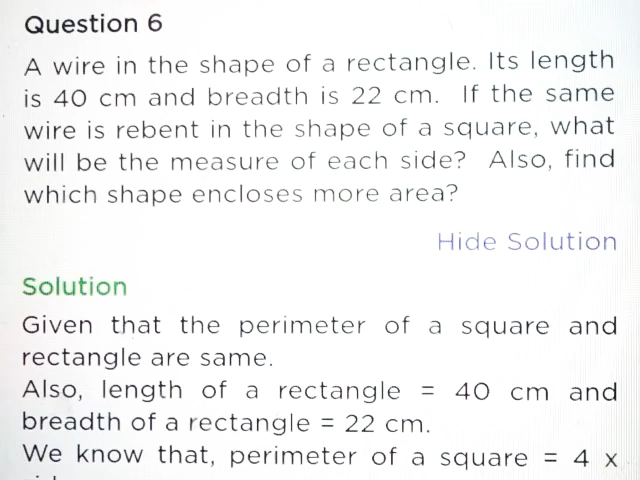 Question 6
A wire in the shape of a rectangle. Its length
is 40 cm and breadth is 22 cm. If the same
wire is rebent in the shape of a square, what
will be the measure of each side? Also, find
which shape encloses more area?
Hide Solution
Solution
Given that the perimeter of a square and
rectangle are same.
Also, length of a rectangle = 40 cm and
breadth of a rectangle = 22 cm.
We know that, perimeter of a square = 4 x